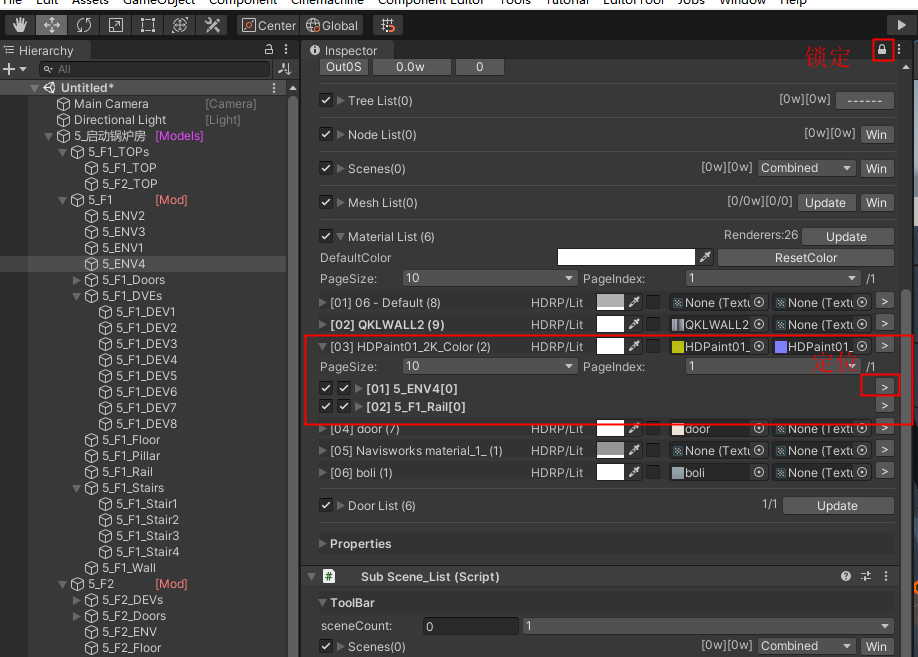 File Edit Assets GameObject Component Cinemachine Component Editor Tools Tutorial EditorTool Jobs Window Help
Center Global
Hierarchy
All
Untitled*
Main Camera [Camera]
Directional Light [Light]
5_启动锅炉房 [Models]
5_F1_TOPs
5_F1_TOP
5_F2_TOP
5_F1 [Mod]
5_ENV2
5_ENV3
5_ENV1
5_ENV4
5_F1_Doors
5_F1_DVEs
5_F1_DEV1
5_F1_DEV2
5_F1_DEV3
5_F1_DEV4
5_F1_DEV5
5_F1_DEV6
5_F1_DEV7
5_F1_DEV8
5_F1_Floor
5_F1_Pillar
5_F1_Rail
5_F1_Stairs
5_F1_Stair1
5_F1_Stair2
5_F1_Stair3
5_F1_Stair4
5_F1_Wall
5_F2 [Mod]
5_F2_DEVs
5_F2_Doors
5_F2_ENV
5_F2_Floor
Inspector 锁定
Out0S 0.0w 0
Tree List(0) [0w][0w] ------
Node List(0) [0w][0w] Win
Scenes(0) [0w][0w] Combined Win
Mesh List(0) [0/0w][0/0] Update Win
Material List (6) Renderers:26 Update
DefaultColor ResetColor
PageSize: 10 PageIndex: 1 /1
[01] 06 - Default (8) HDRP/Lit None (Textu None (Textu >
[02] QKLWALL2 (9) HDRP/Lit QKLWALL2 None (Textu >
[03] HDPaint01_2K_Color (2) HDRP/Lit HDPaint01_ HDPaint01_ >
PageSize: 10 PageIndex: 1 定位 /1
[01] 5_ENV4[0] >
[02] 5_F1_Rail[0] >
[04] door (7) HDRP/Lit door None (Textu >
[05] Navisworks material_1_ (1) HDRP/Lit None (Textu None (Textu >
[06] boli (1) HDRP/Lit boli None (Textu >
Door List (6) 1/1 Update
Properties
# Sub Scene_List (Script)
ToolBar
sceneCount: 0 1
Scenes(0) [0w][0w] Combined Win